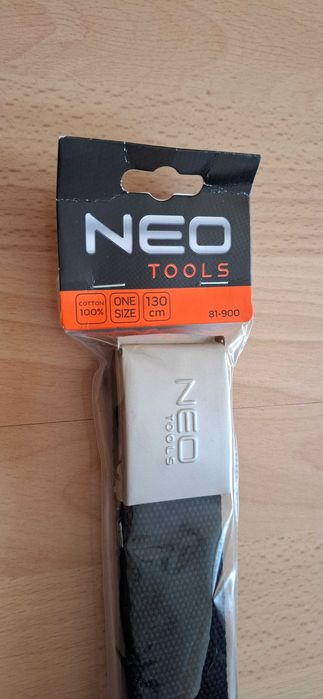 NEO
TOOLS
COTTON
100%
ONE
SIZE
130
cm
81-900
NEO
TOOLS